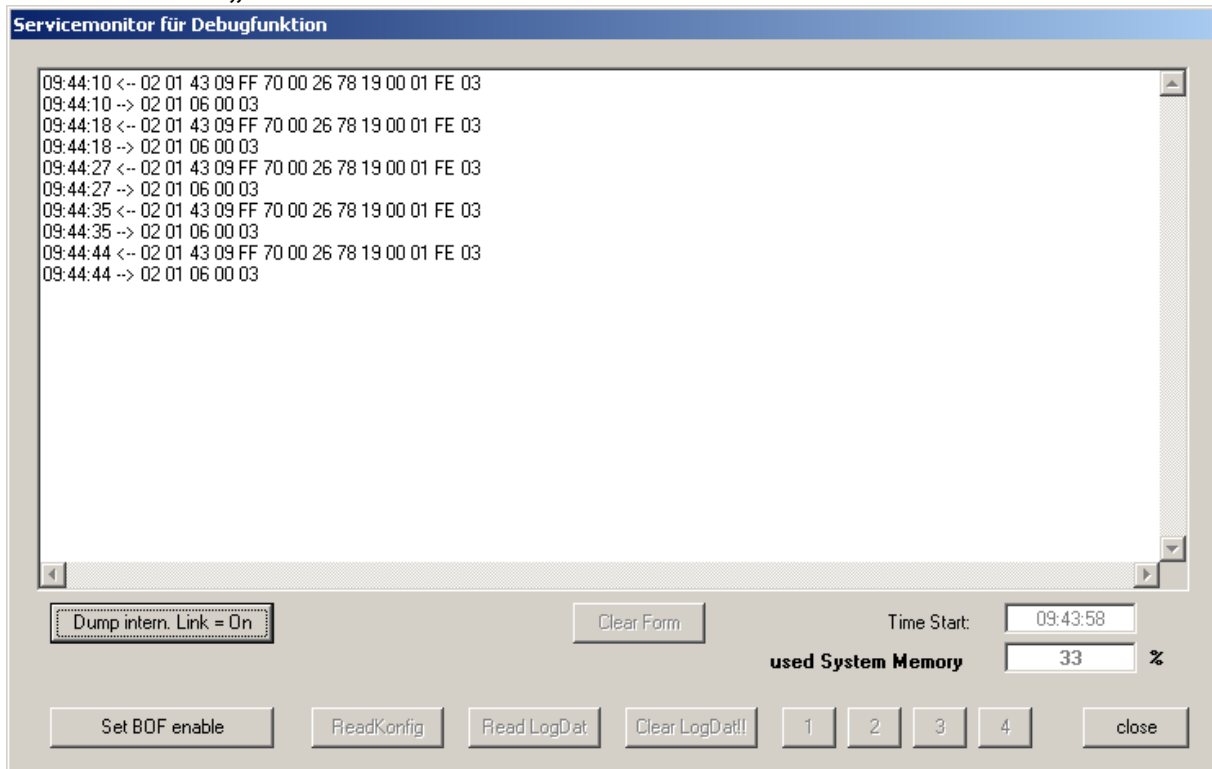 „
Servicemonitor für Debugfunktion
09:44:10 <-- 02 01 43 09 FF 70 00 26 78 19 00 01 FE 03
09:44:10 --> 02 01 06 00 03
09:44:18 <-- 02 01 43 09 FF 70 00 26 78 19 00 01 FE 03
09:44:18 --> 02 01 06 00 03
09:44:27 <-- 02 01 43 09 FF 70 00 26 78 19 00 01 FE 03
09:44:27 --> 02 01 06 00 03
09:44:35 <-- 02 01 43 09 FF 70 00 26 78 19 00 01 FE 03
09:44:35 --> 02 01 06 00 03
09:44:44 <-- 02 01 43 09 FF 70 00 26 78 19 00 01 FE 03
09:44:44 --> 02 01 06 00 03
Dump intern. Link = On Clear Form Time Start: 09:43:58
used System Memory 33 %
Set BOF enable ReadKonfig Read LogDat Clear LogDat!! 1 2 3 4 close